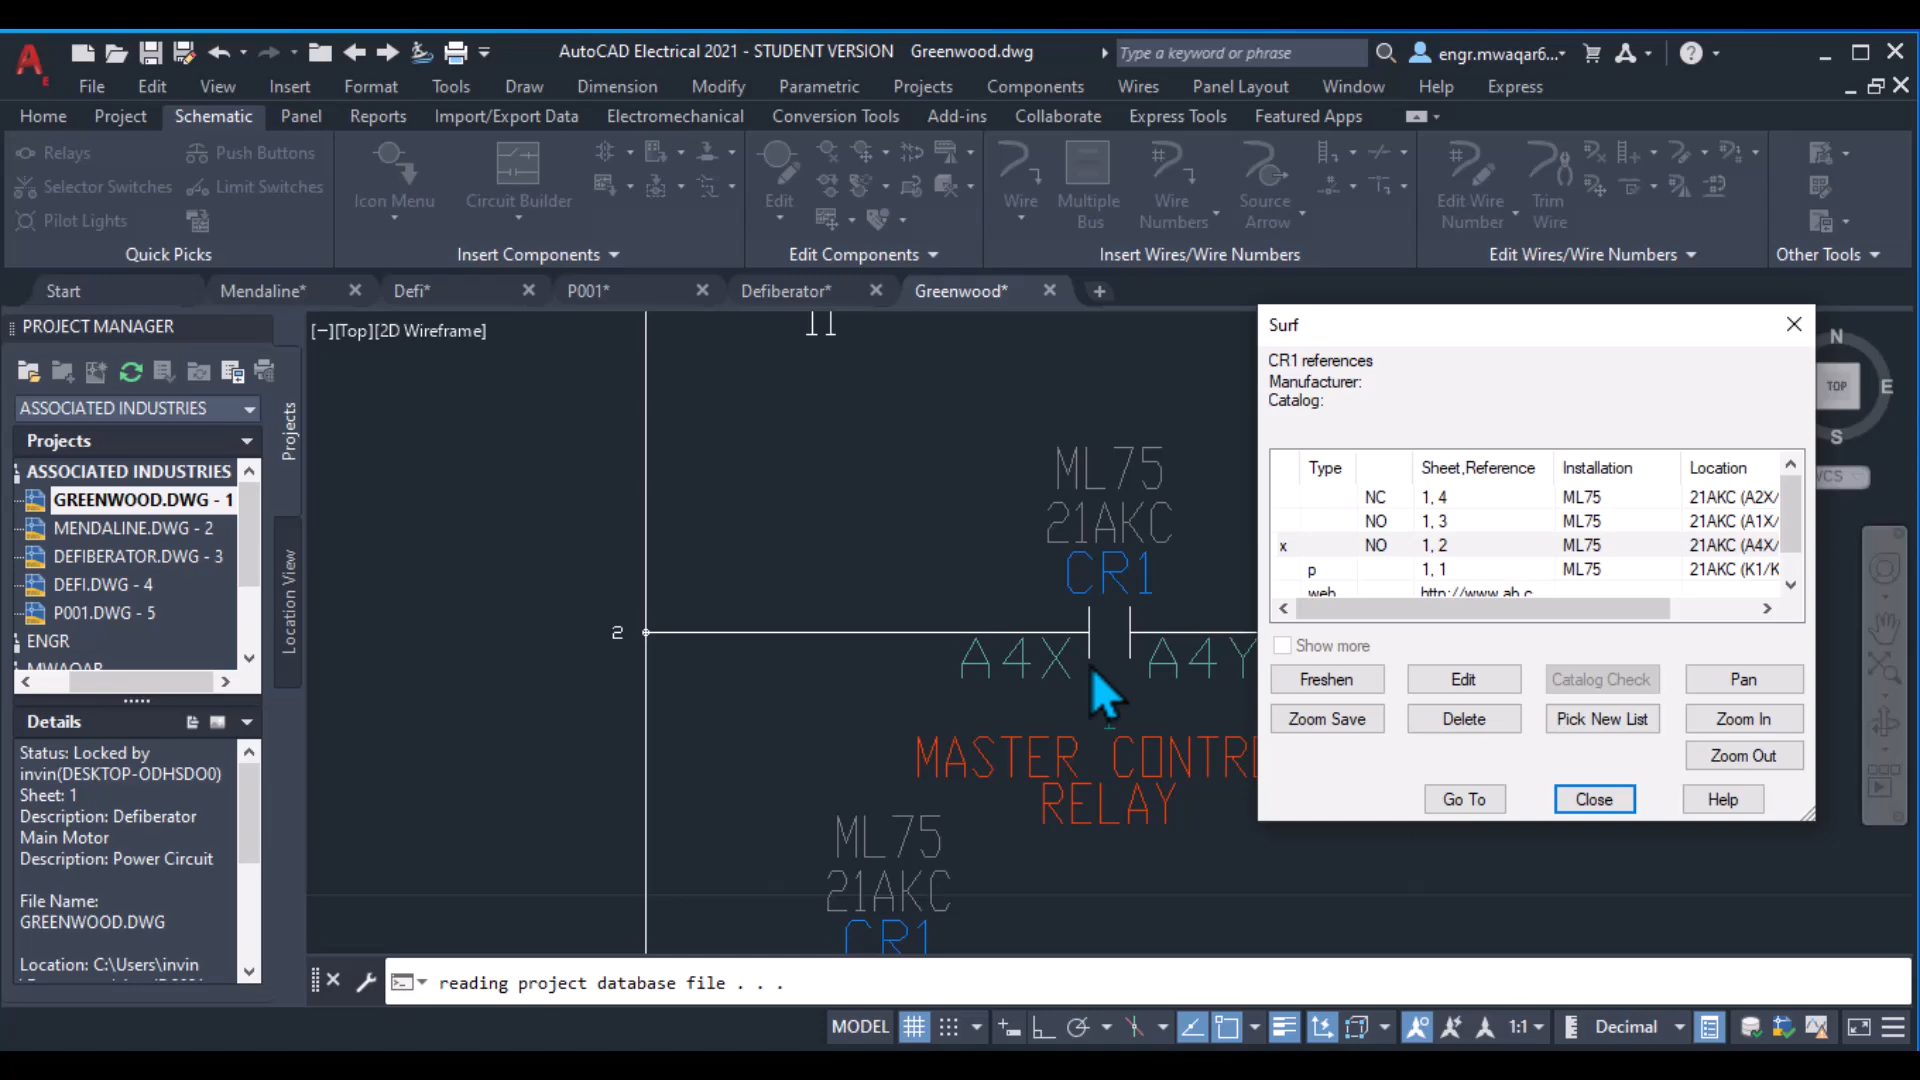 AutoCAD Electrical 2021 - STUDENT VERSION Greenwood.dwg
Type a keyword or phrase
engr.mwaqar6...
File Edit View Insert Format Tools Draw Dimension Modify Parametric Projects Components Wires Panel Layout Window Help Express
Home Project Schematic Panel Reports Import/Export Data Electromechanical Conversion Tools Add-ins Collaborate Express Tools Featured Apps
Relays
Push Buttons
Selector Switches
Limit Switches
Pilot Lights
Quick Picks
Icon Menu
Circuit Builder
Insert Components
Edit
Edit Components
Wire
Multiple Bus
Wire Numbers
Source Arrow
Insert Wires/Wire Numbers
Edit Wire Number
Trim Wire
Edit Wires/Wire Numbers
Other Tools
Start
Mendaline*
Defi*
P001*
Defiberator*
Greenwood*
PROJECT MANAGER
ASSOCIATED INDUSTRIES
Projects
ASSOCIATED INDUSTRIES
GREENWOOD.DWG - 1
MENDALINE.DWG - 2
DEFIBERATOR.DWG - 3
DEFI.DWG - 4
P001.DWG - 5
ENGR
MWAQAR
Projects
Location View
Details
Status: Locked by
invin(DESKTOP-ODHSDO0)
Sheet: 1
Description: Defiberator
Main Motor
Description: Power Circuit
File Name:
GREENWOOD.DWG
Location: C:\Users\invin
[−][Top][2D Wireframe]
11
ML75
21AKC
CR1
2
A4X A4Y
MASTER CONTR
RELAY
ML75
21AKC
CR1
Surf
CR1 references
Manufacturer:
Catalog:
Type Sheet,Reference Installation Location
NC 1, 4 ML75 21AKC (A2X/
NO 1, 3 ML75 21AKC (A1X/
x NO 1, 2 ML75 21AKC (A4X/
p 1, 1 ML75 21AKC (K1/K
web http://www.ab.c
Show more
Freshen Edit Catalog Check Pan
Zoom Save Delete Pick New List Zoom In
Zoom Out
Go To Close Help
N
TOP
E
S
WCS
reading project database file . . .
MODEL
1:1
Decimal